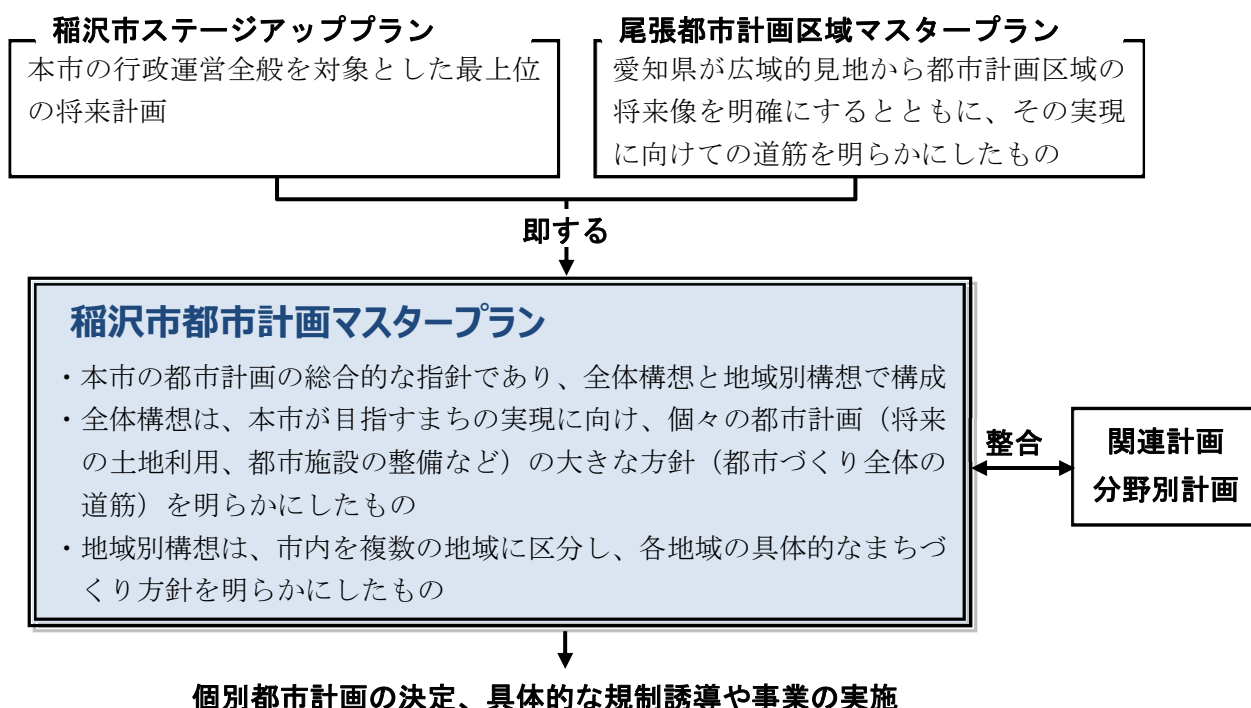 稲沢市ステージアッププラン
本市の行政運営全般を対象とした最上位
の将来計画
尾張都市計画区域マスタープラン
愛知県が広域的見地から都市計画区域の
将来像を明確にするとともに、その実現
に向けての道筋を明らかにしたもの
即する
稲沢市都市計画マスタープラン
・本市の都市計画の総合的な指針であり、全体構想と地域別構想で構成
・全体構想は、本市が目指すまちの実現に向け、個々の都市計画（将来
の土地利用、都市施設の整備など）の大きな方針（都市づくり全体の
道筋）を明らかにしたもの
・地域別構想は、市内を複数の地域に区分し、各地域の具体的なまちづ
くり方針を明らかにしたもの
整合
関連計画
分野別計画
個別都市計画の決定、具体的な規制誘導や事業の実施